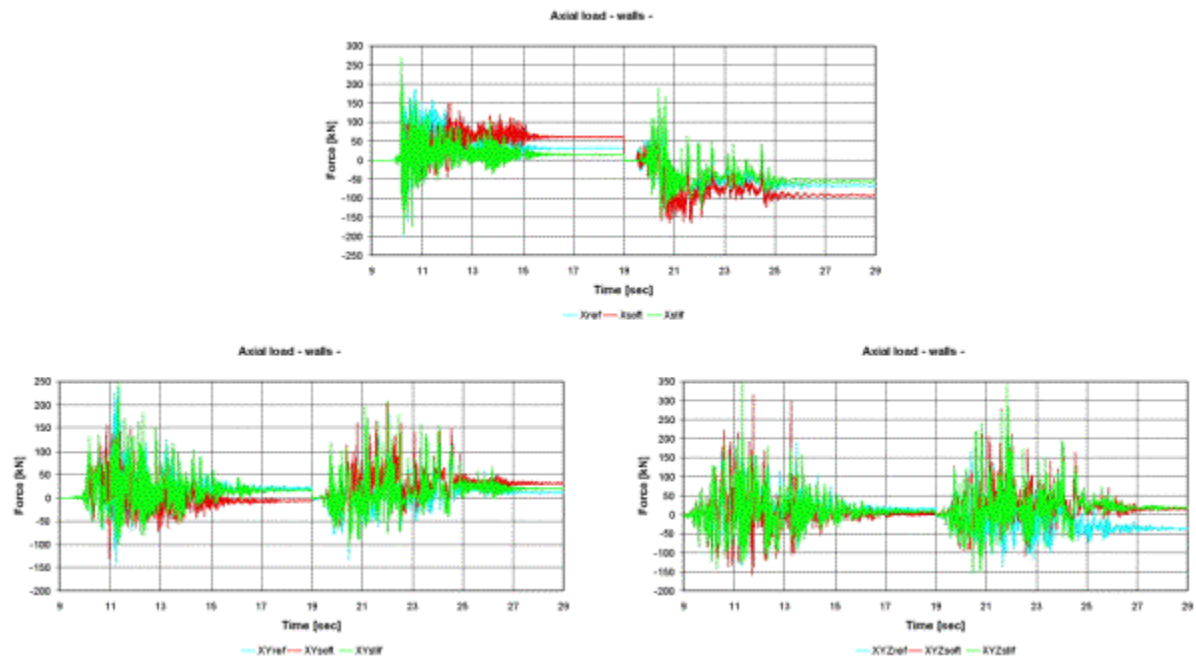 Axial load - walls -
300
250
200
150
100
50
0
-50
-100
-150
-200
-250
Force [kN]
9 11 13 15 17 19 21 23 25 27 29
Time [sec]
Xref Xsoft Xstif
Axial load - walls -
250
200
150
100
50
0
-50
-100
-150
-200
Force [kN]
9 11 13 15 17 19 21 23 25 27 29
Time [sec]
XYref XYsoft XYstif
Axial load - walls -
350
300
250
200
150
100
50
0
-50
-100
-150
-200
Force [kN]
9 11 13 15 17 19 21 23 25 27 29
Time [sec]
XYZref XYZsoft XYZstif